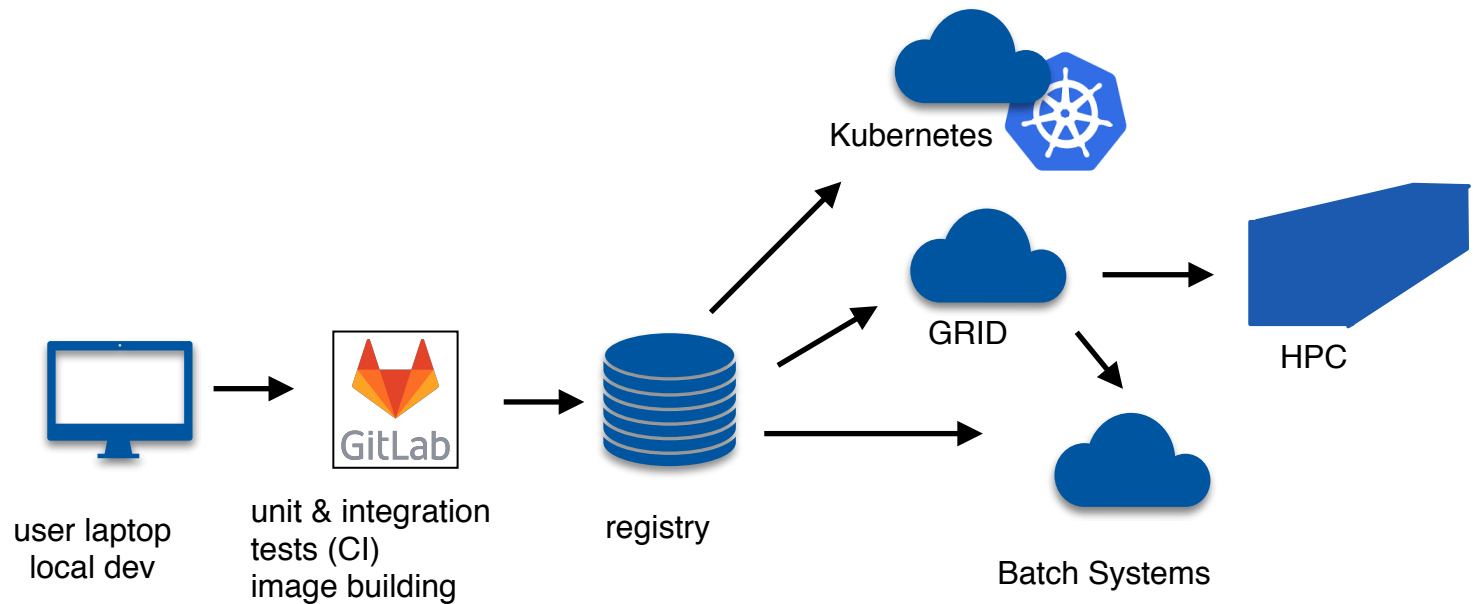 Kubernetes
GRID
HPC
GitLab
user laptop
local dev
unit & integration
tests (CI)
image building
registry
Batch Systems